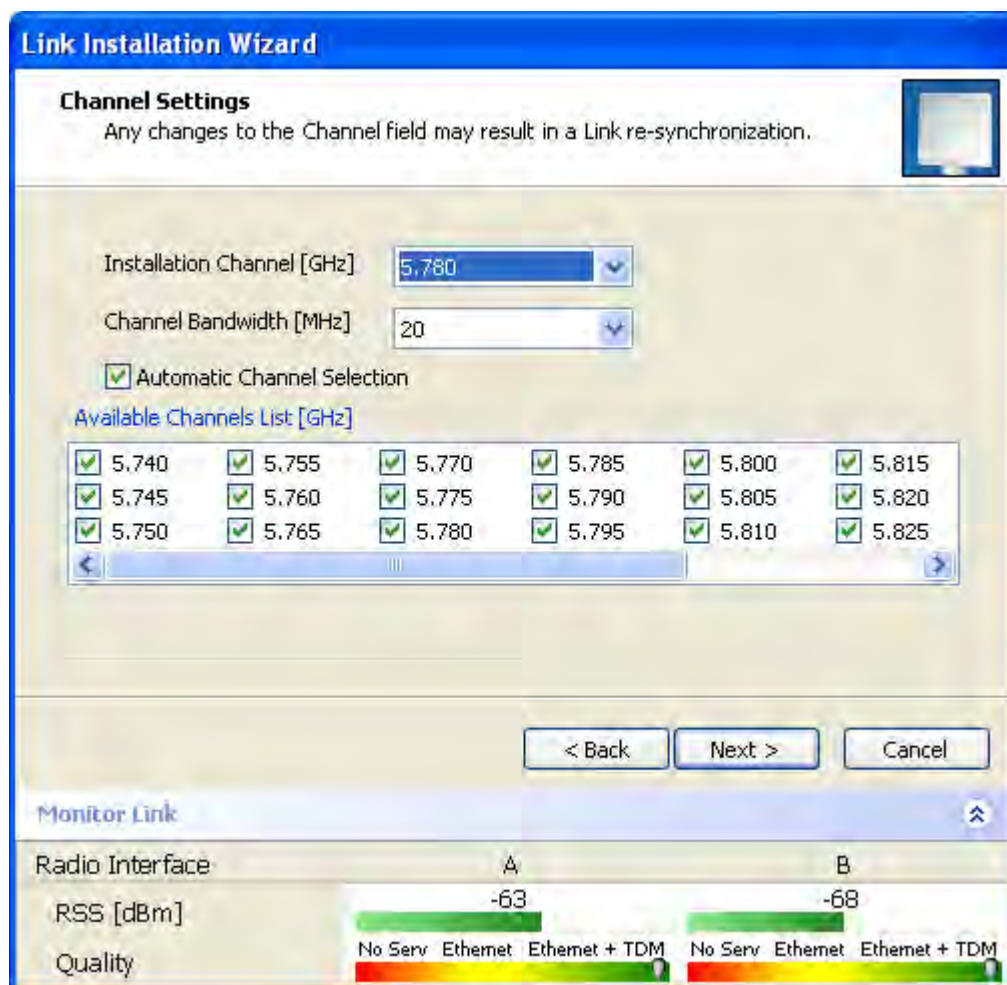 Link Installation Wizard
Channel Settings
Any changes to the Channel field may result in a Link re-synchronization.
Installation Channel [GHz] 5.780
Channel Bandwidth [MHz] 20
Automatic Channel Selection
Available Channels List [GHz]
5.740 5.755 5.770 5.785 5.800 5.815
5.745 5.760 5.775 5.790 5.805 5.820
5.750 5.765 5.780 5.795 5.810 5.825
< Back Next > Cancel
Monitor Link
Radio Interface A B
RSS [dBm] -63 -68
Quality No Serv Ethernet Ethernet + TDM No Serv Ethernet Ethernet + TDM